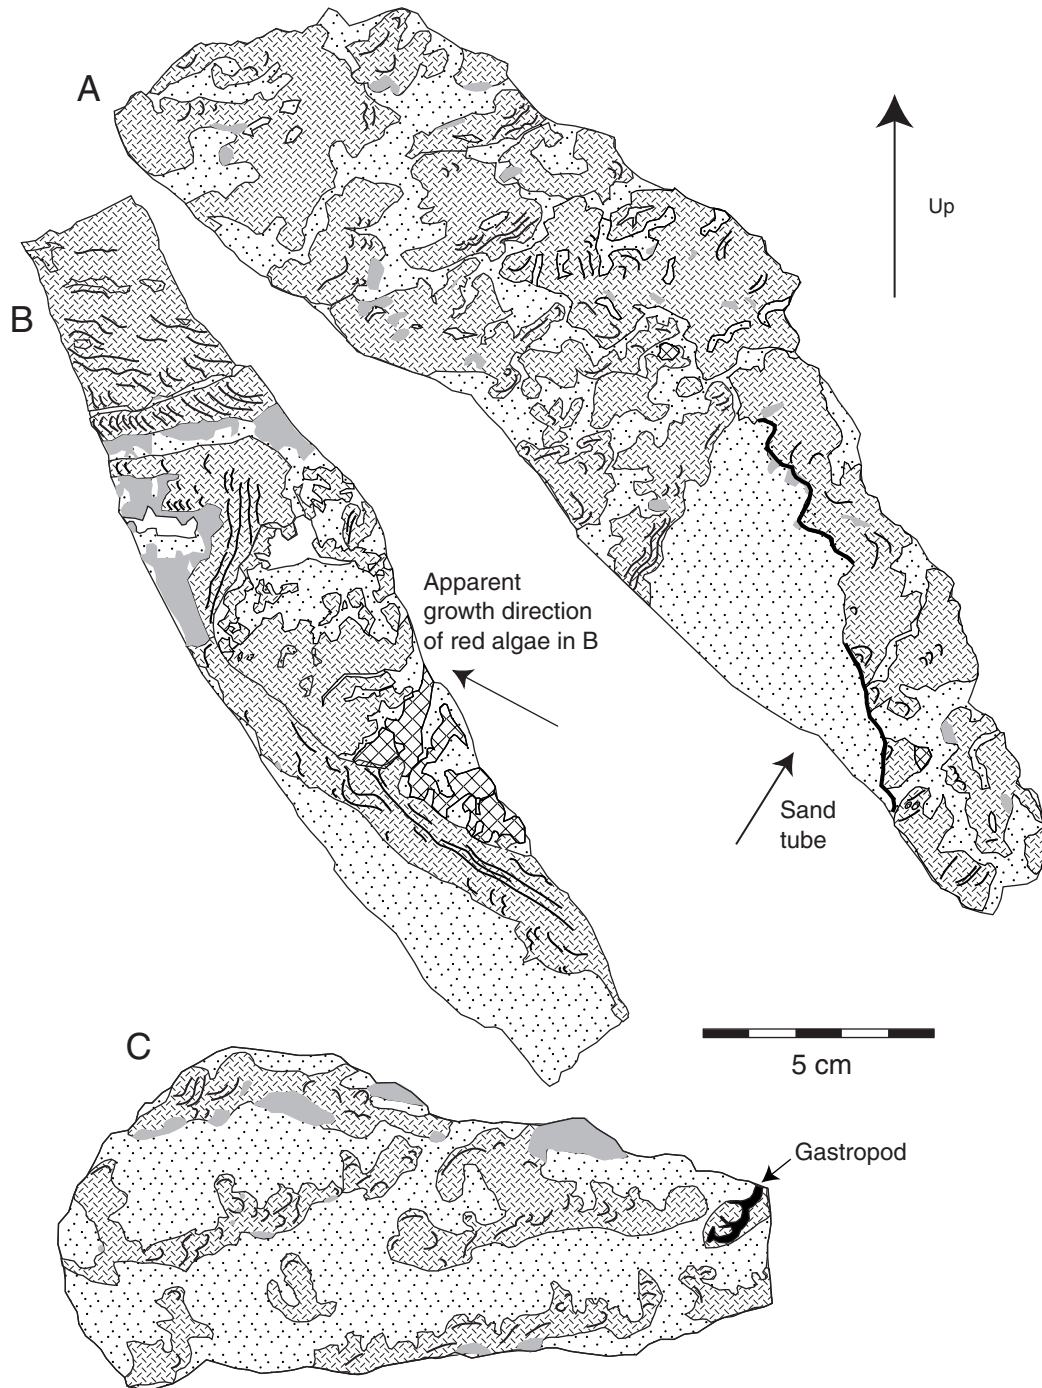 A
Up
B
Apparent
growth direction
of red algae in B
Sand
tube
C
5 cm
Gastropod